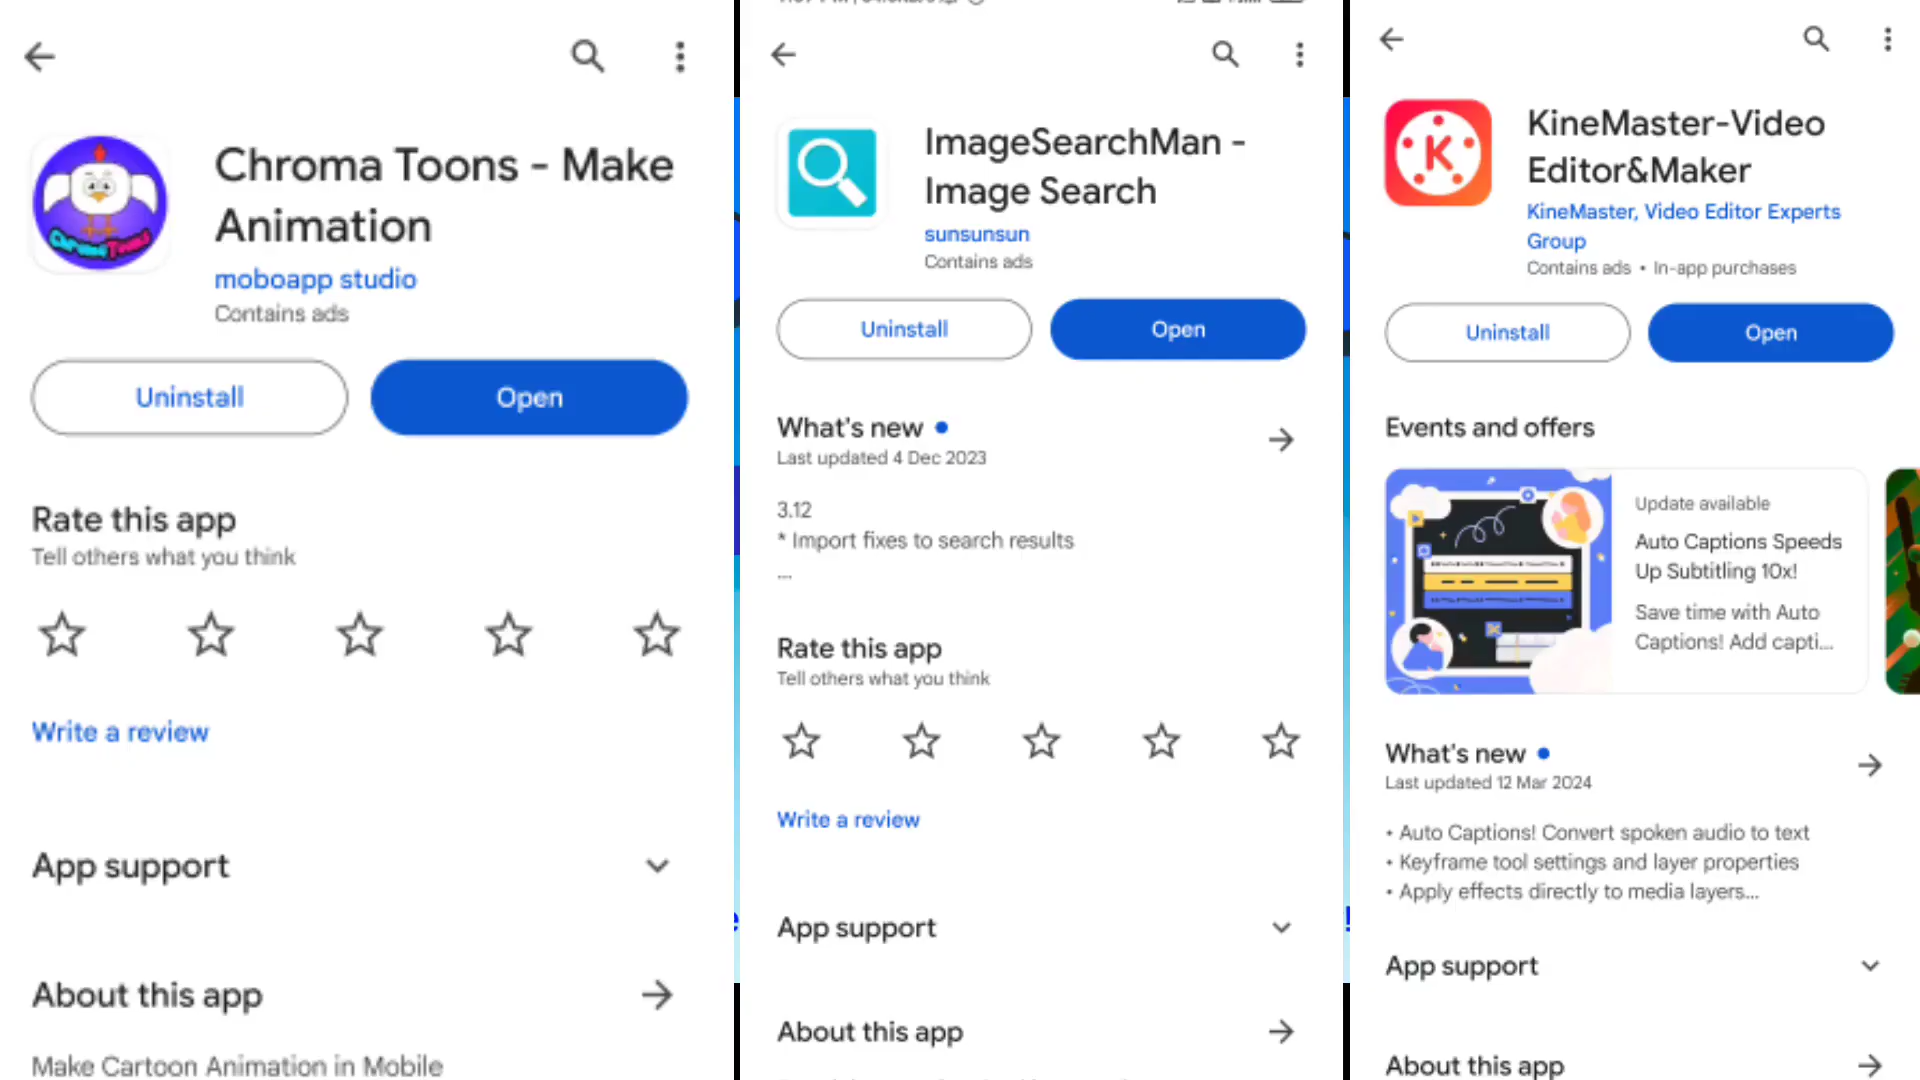 Chroma Toons - Make
Animation
moboapp studio
Contains ads
Uninstall
Open
Rate this app
Tell others what you think
Write a review
App support
About this app
Make Cartoon Animation in Mobile
ImageSearchMan -
Image Search
sunsunsun
Contains ads
Uninstall
Open
What's new
Last updated 4 Dec 2023
3.12
* Import fixes to search results
...
Rate this app
Tell others what you think
Write a review
App support
About this app
K
KineMaster-Video
Editor&Maker
KineMaster, Video Editor Experts
Group
Contains ads • In-app purchases
Uninstall
Open
Events and offers
Update available
Auto Captions Speeds
Up Subtitling 10x!
Save time with Auto
Captions! Add capti...
What's new
Last updated 12 Mar 2024
• Auto Captions! Convert spoken audio to text
• Keyframe tool settings and layer properties
• Apply effects directly to media layers...
App support
About this app